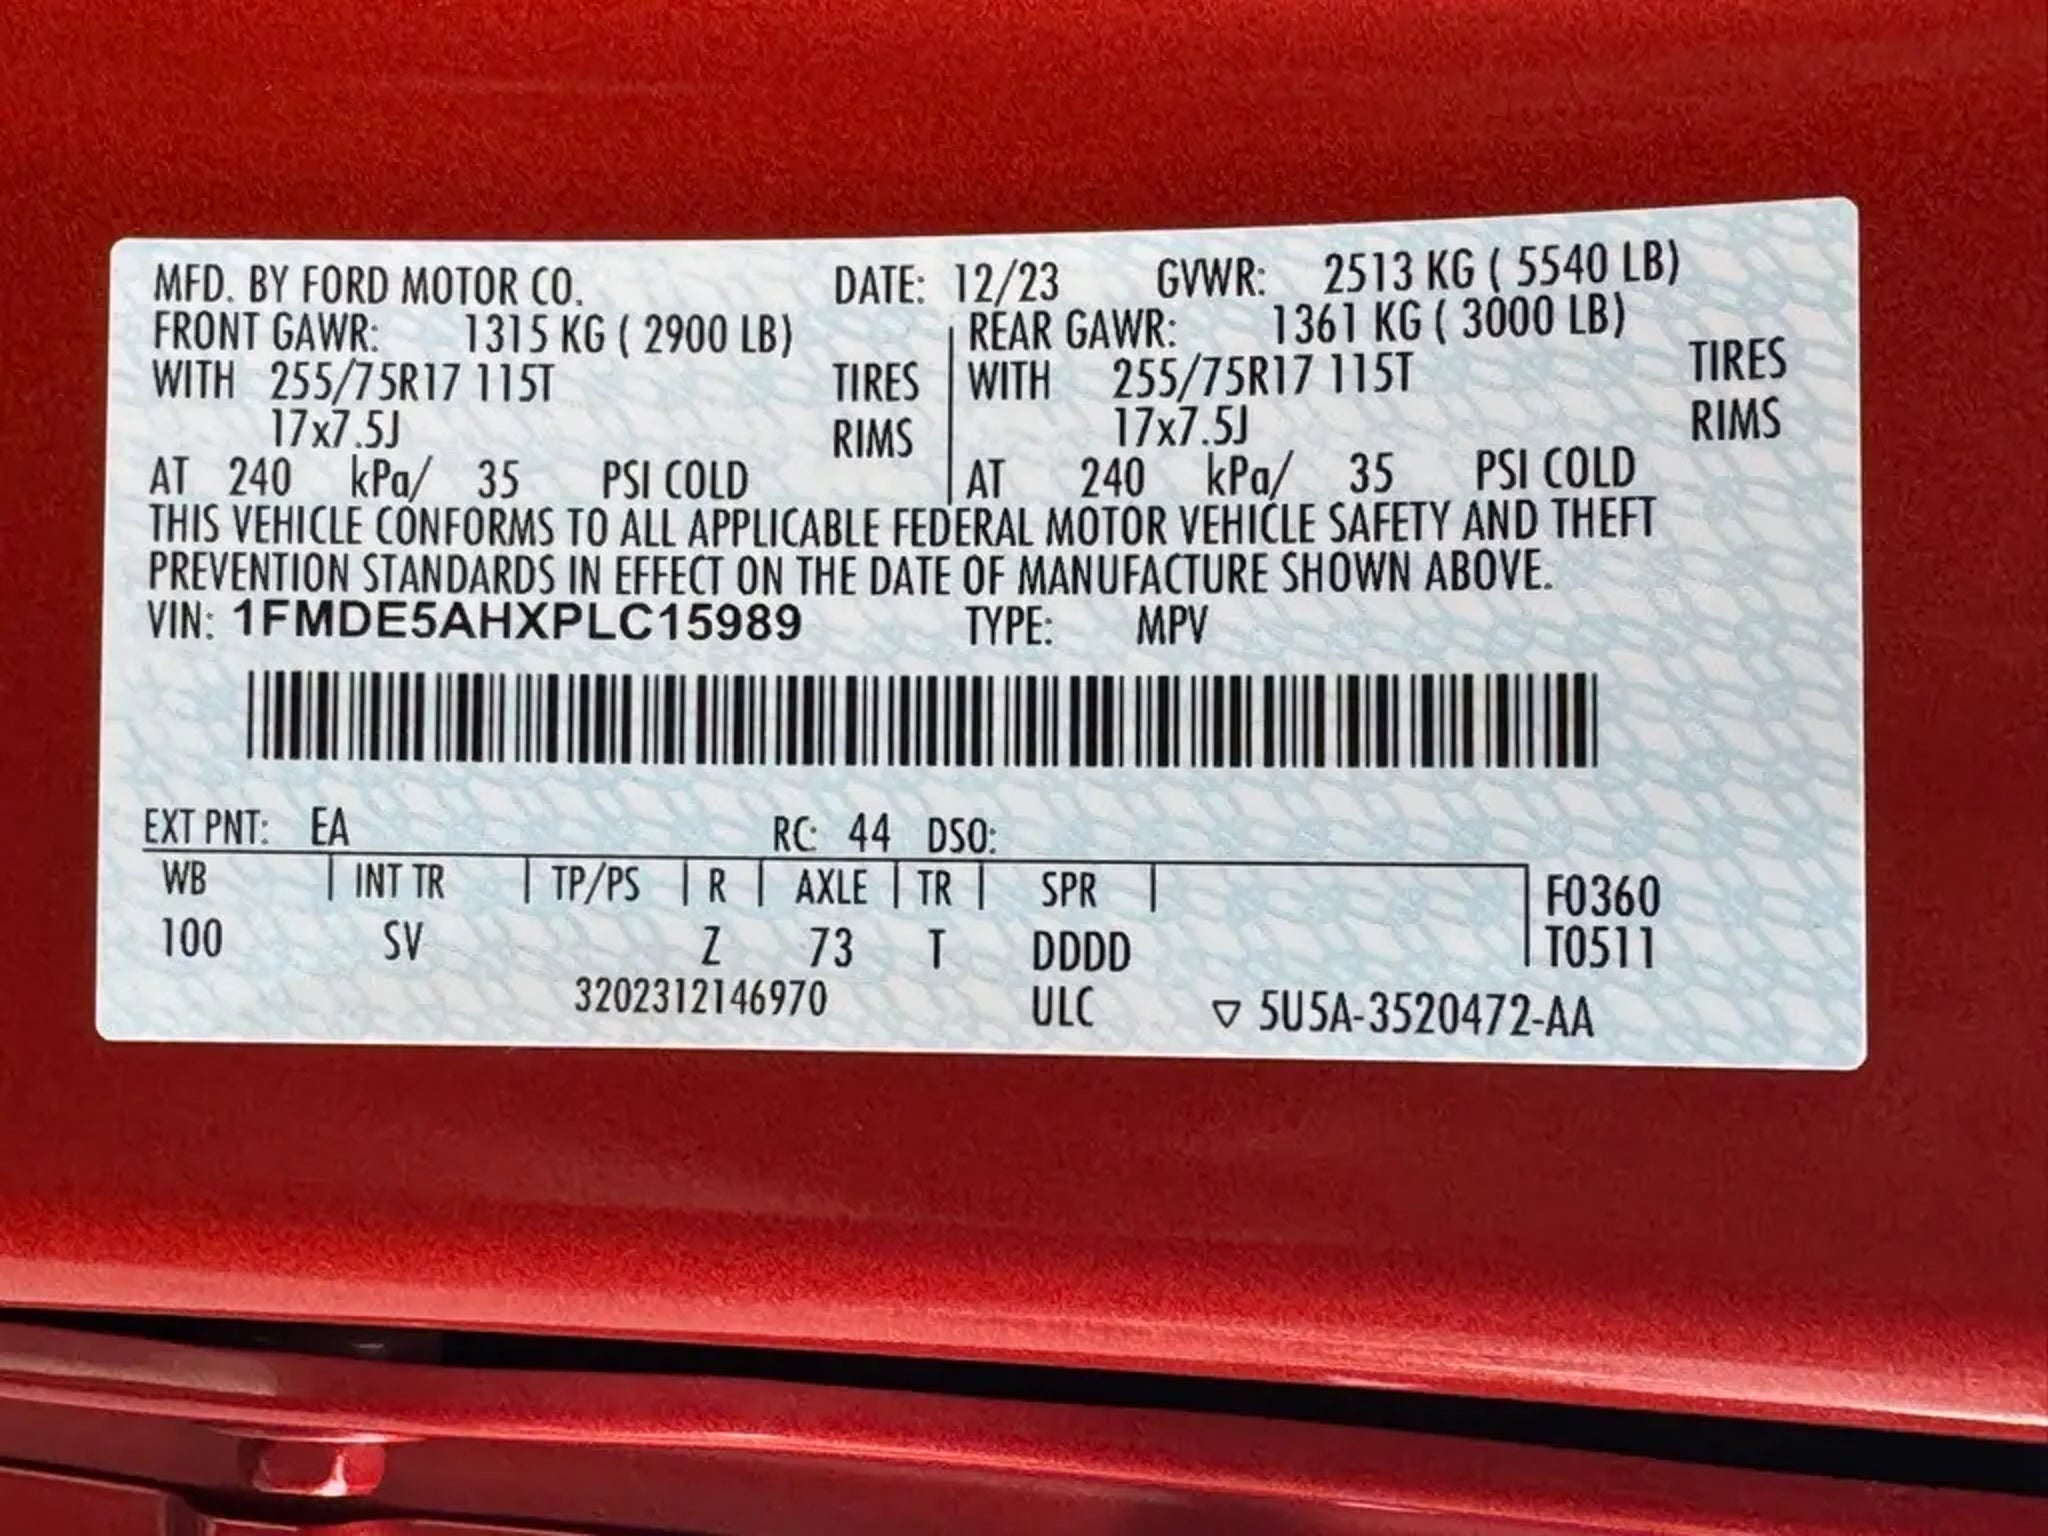 MFD. BY FORD MOTOR CO. DATE: 12/23 GVWR: 2513 KG ( 5540 LB)
FRONT GAWR: 1315 KG ( 2900 LB) REAR GAWR: 1361 KG ( 3000 LB)
WITH 255/75R17 115T TIRES WITH 255/75R17 115T TIRES
17x7.5J RIMS 17x7.5J RIMS
AT 240 kPa/ 35 PSI COLD AT 240 kPa/ 35 PSI COLD
THIS VEHICLE CONFORMS TO ALL APPLICABLE FEDERAL MOTOR VEHICLE SAFETY AND THEFT
PREVENTION STANDARDS IN EFFECT ON THE DATE OF MANUFACTURE SHOWN ABOVE.
VIN: 1FMDE5AHXPLC15989 TYPE: MPV
EXT PNT: EA RC: 44 DSO:
WB INT TR TP/PS R AXLE TR SPR F0360
100 SV Z 73 T DDDD T0511
3202312146970 ULC ▽ 5U5A-3520472-AA